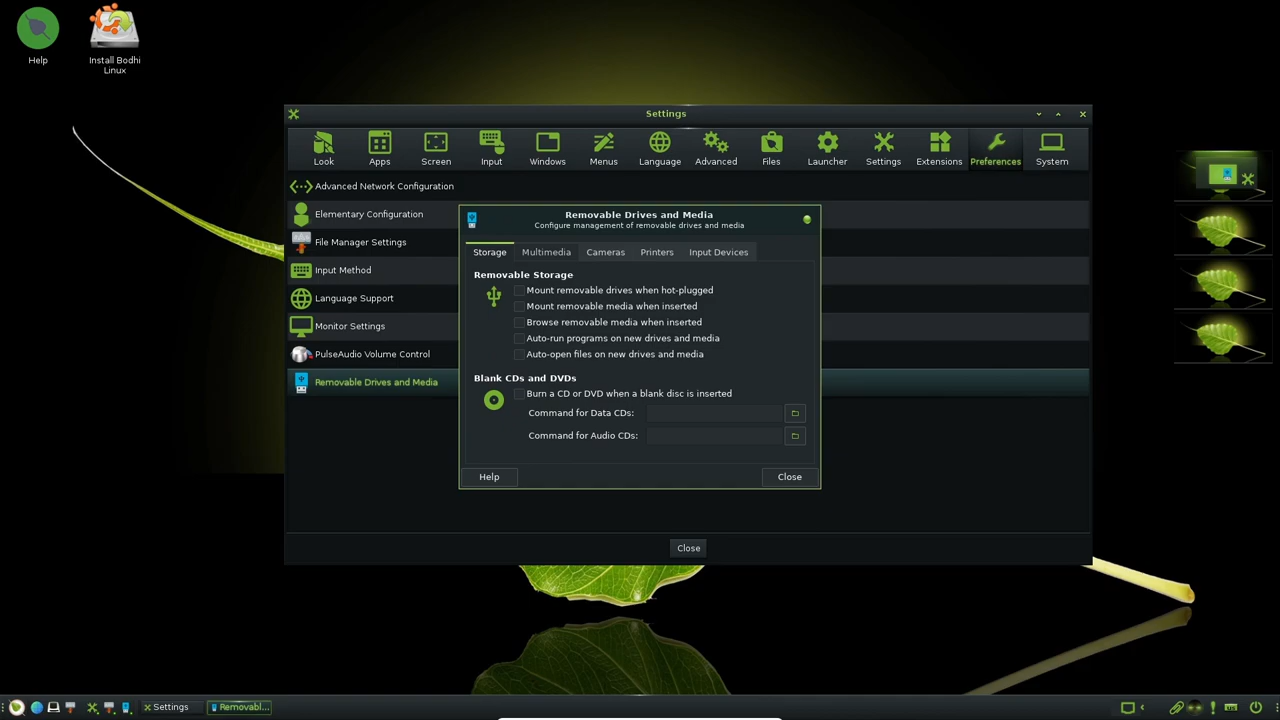 Help
Install Bodhi
Linux
Settings
Look
Apps
Screen
Input
Windows
Menus
Language
Advanced
Files
Launcher
Settings
Extensions
Preferences
System
Advanced Network Configuration
Elementary Configuration
File Manager Settings
Input Method
Language Support
Monitor Settings
PulseAudio Volume Control
Removable Drives and Media
Removable Drives and Media
Configure management of removable drives and media
Storage
Multimedia
Cameras
Printers
Input Devices
Removable Storage
Mount removable drives when hot-plugged
Mount removable media when inserted
Browse removable media when inserted
Auto-run programs on new drives and media
Auto-open files on new drives and media
Blank CDs and DVDs
Burn a CD or DVD when a blank disc is inserted
Command for Data CDs:
Command for Audio CDs:
Help
Close
Close
Settings
Removabl...